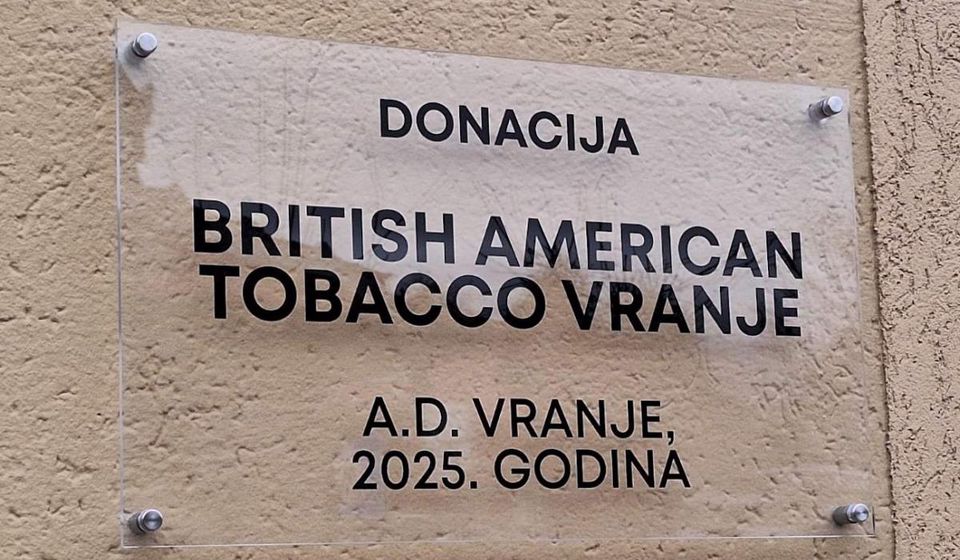 DONACIJA
BRITISH AMERICAN
TOBACCO VRANJE
A.D. VRANJE,
2025. GODINA